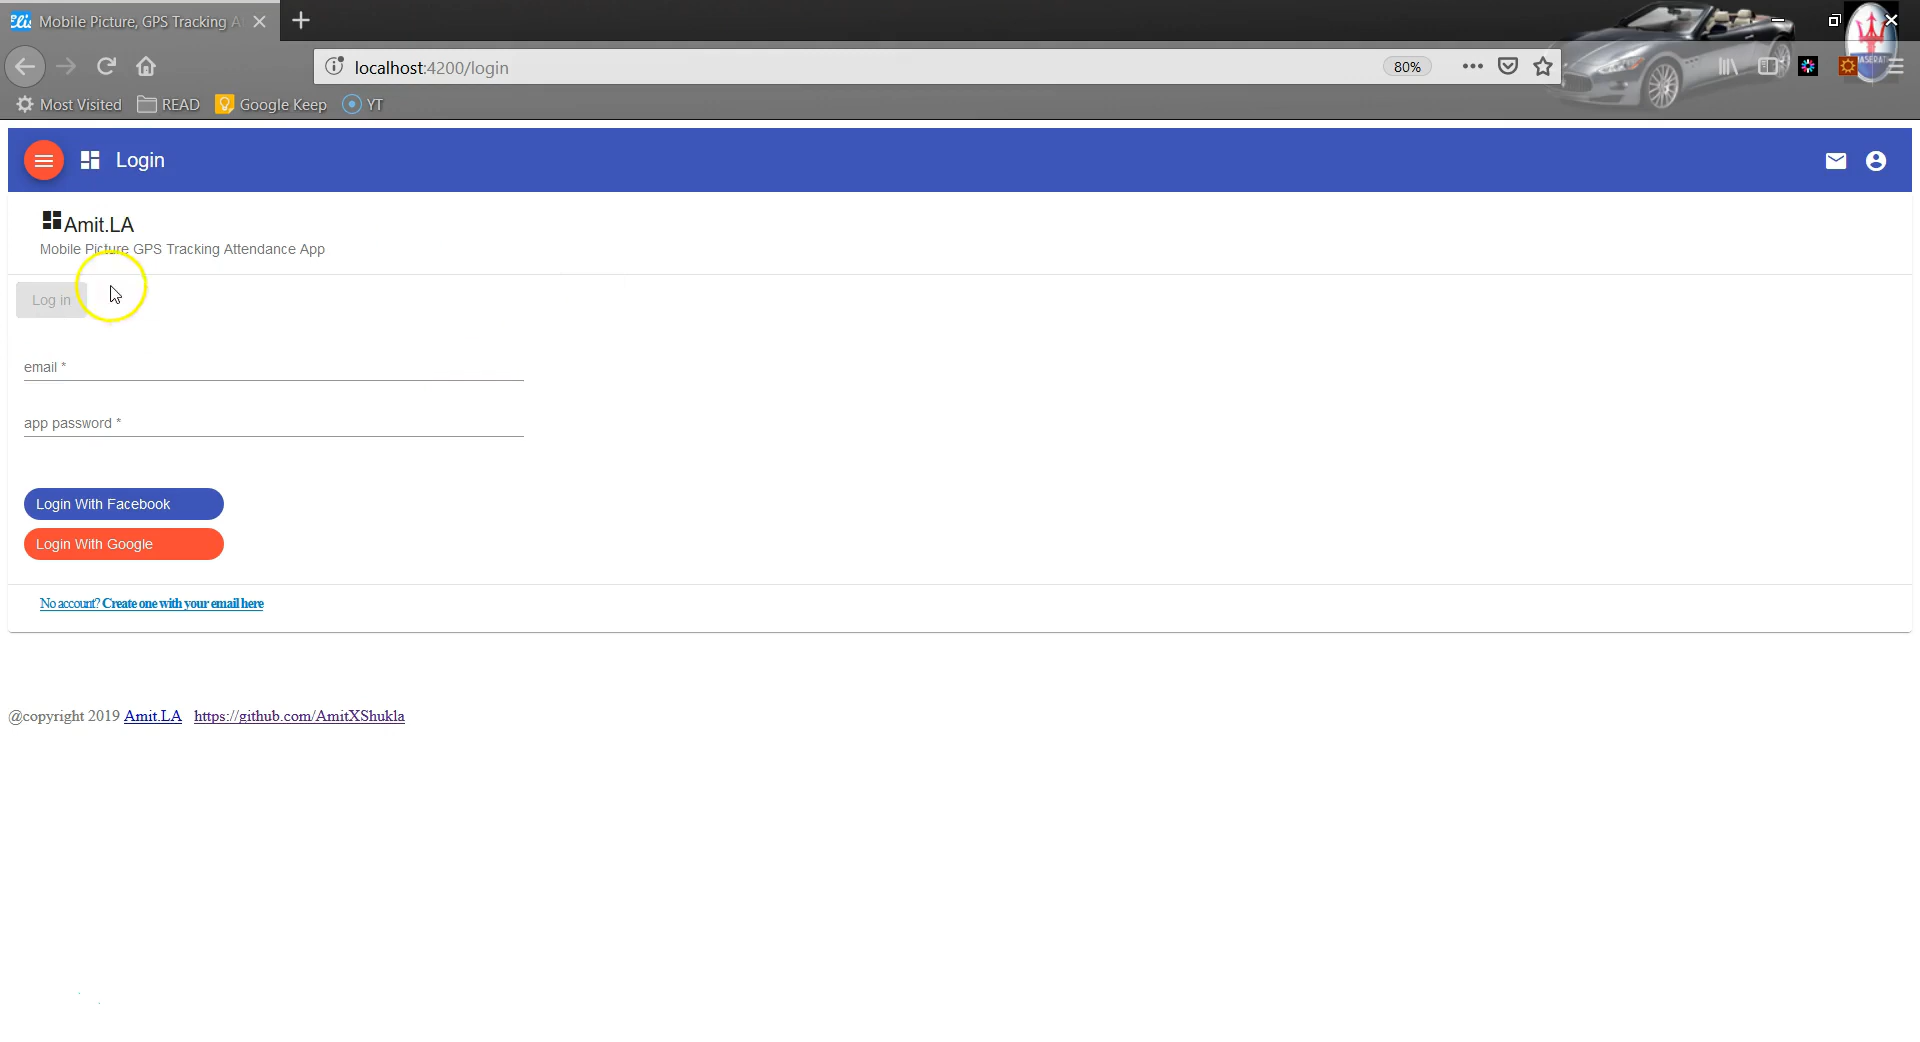 Mobile Picture, GPS Tracking A
localhost:4200/login
80%
Most Visited
READ
Google Keep
YT
Login
Amit.LA
Mobile Picture GPS Tracking Attendance App
Log in
email *
app password *
Login With Facebook
Login With Google
No account? Create one with your email here
@copyright 2019 Amit.LA https://github.com/AmitXShukla